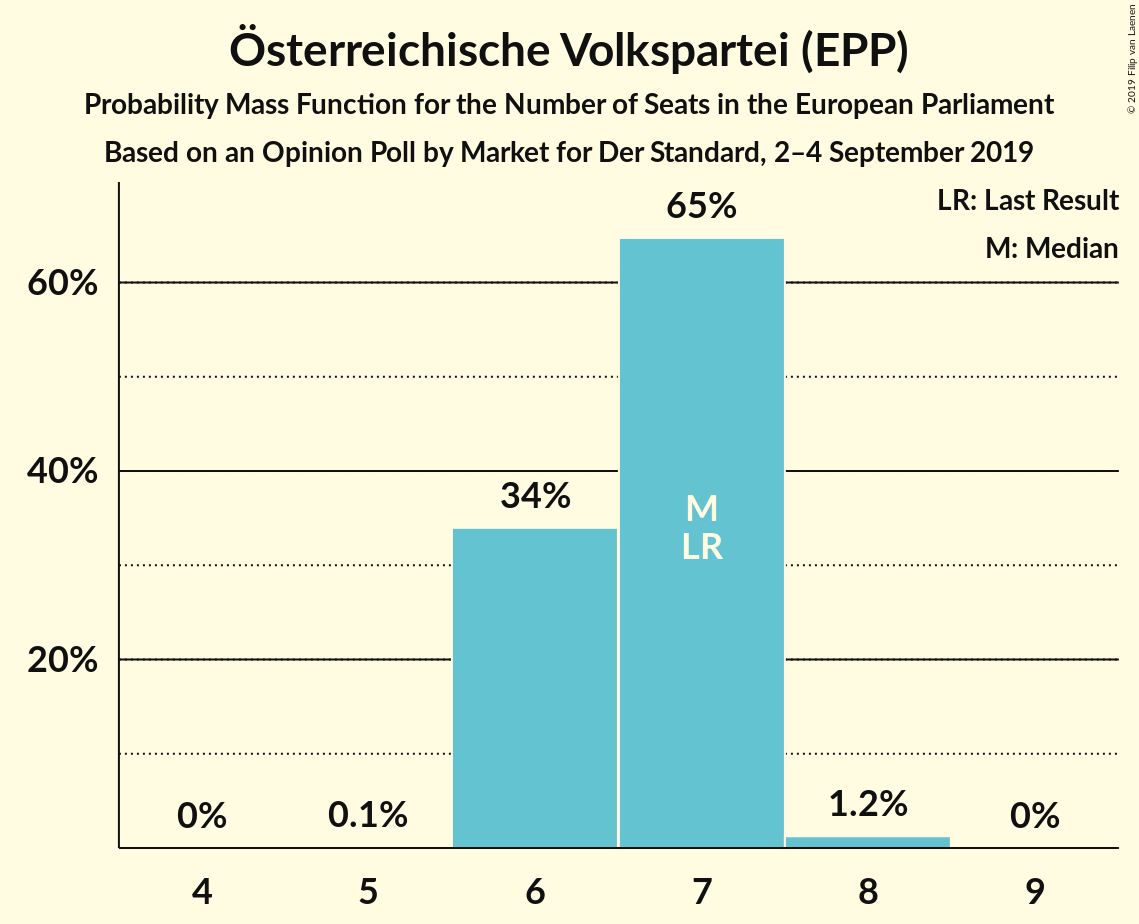 Österreichische Volkspartei (EPP)
Probability Mass Function for the Number of Seats in the European Parliament
Based on an Opinion Poll by Market for Der Standard, 2–4 September 2019
© 2019 Filip van Laenen
LR: Last Result
M: Median
60%
40%
20%
0%
0.1%
34%
65%
M
LR
1.2%
0%
4
5
6
7
8
9